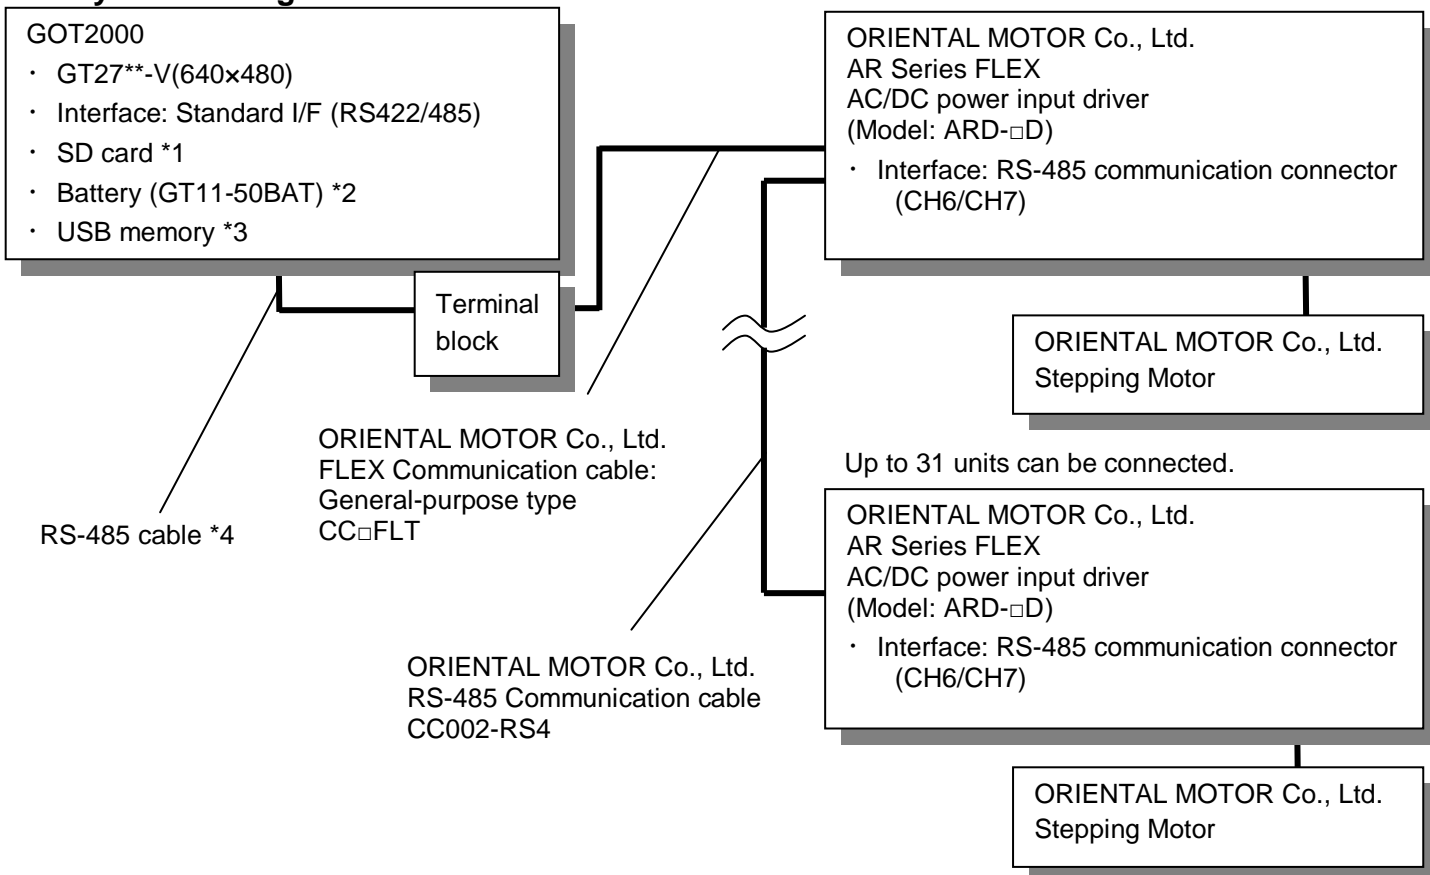 GOT2000
・ GT27**-V(640×480)
・ Interface: Standard I/F (RS422/485)
・ SD card *1
・ Battery (GT11-50BAT) *2
・ USB memory *3
Terminal
block
RS-485 cable *4
ORIENTAL MOTOR Co., Ltd.
FLEX Communication cable:
General-purpose type
CC□FLT
ORIENTAL MOTOR Co., Ltd.
RS-485 Communication cable
CC002-RS4
ORIENTAL MOTOR Co., Ltd.
AR Series FLEX
AC/DC power input driver
(Model: ARD-□D)
・ Interface: RS-485 communication connector
(CH6/CH7)
ORIENTAL MOTOR Co., Ltd.
Stepping Motor
Up to 31 units can be connected.
ORIENTAL MOTOR Co., Ltd.
AR Series FLEX
AC/DC power input driver
(Model: ARD-□D)
・ Interface: RS-485 communication connector
(CH6/CH7)
ORIENTAL MOTOR Co., Ltd.
Stepping Motor